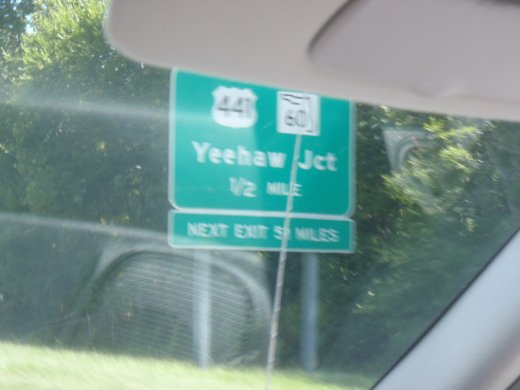 441 60
Yeehaw Jct
1/2 MILE
NEXT EXIT MILES